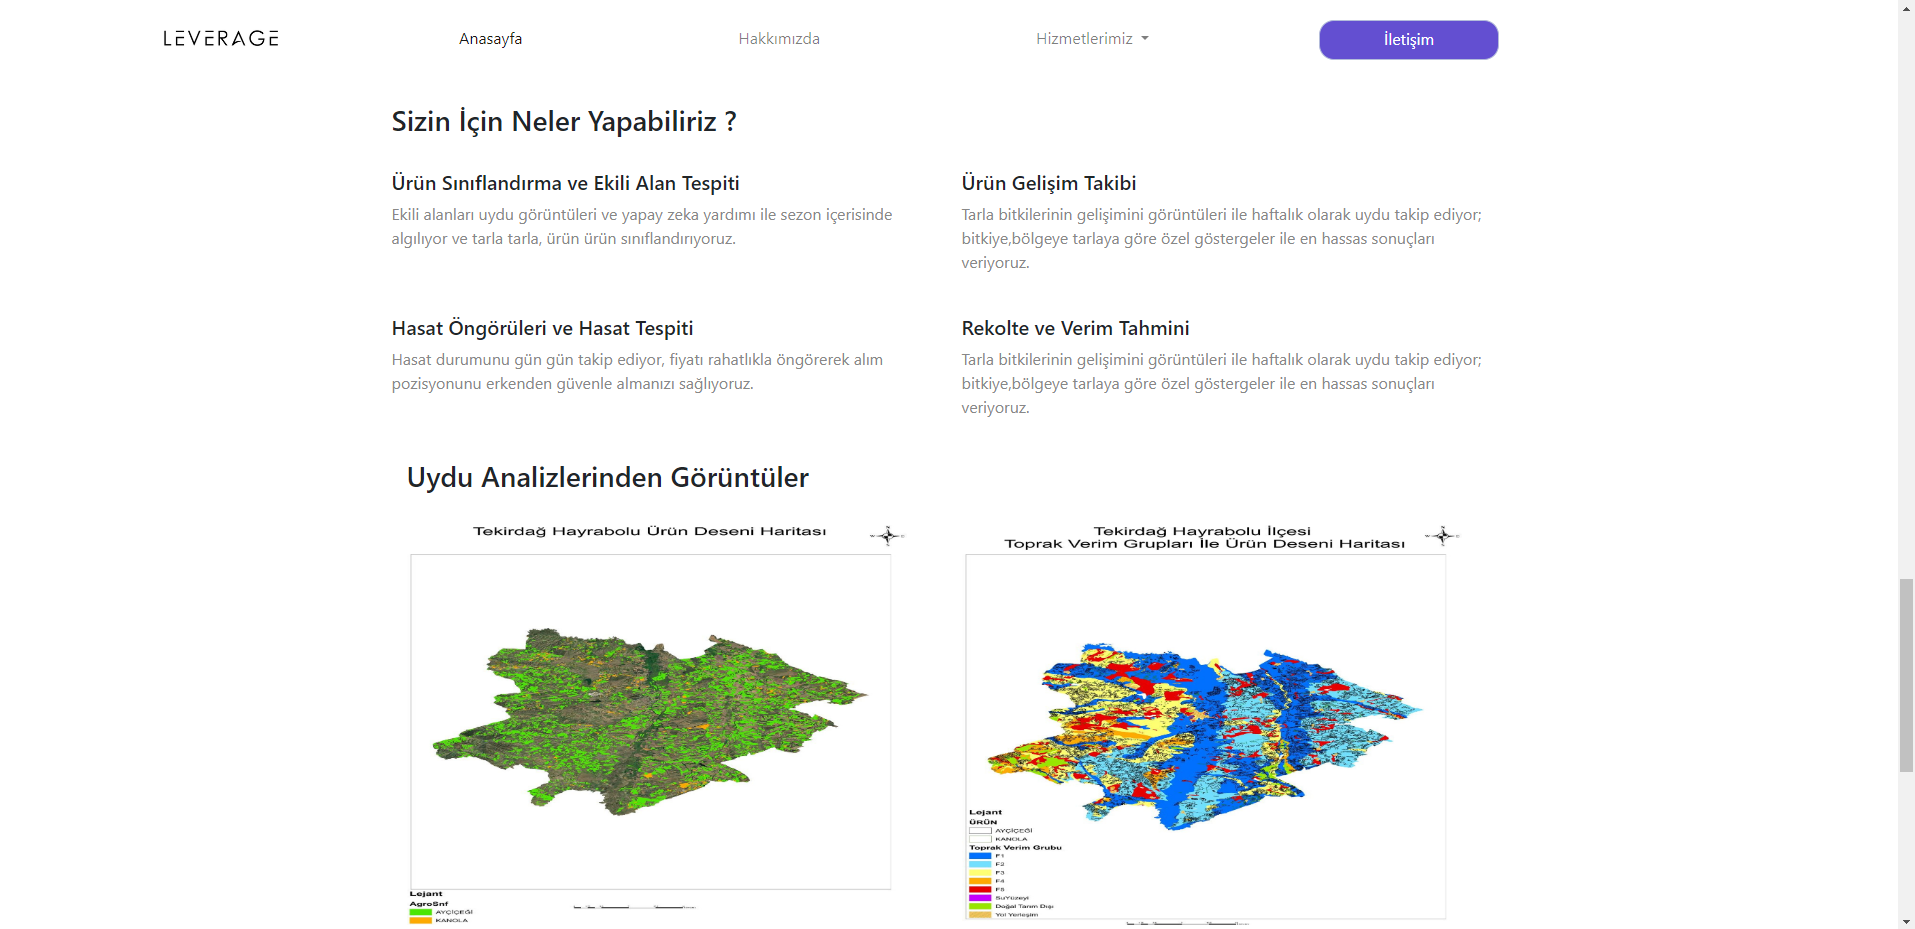 LEVERAGE
Anasayfa
Hakkımızda
Hizmetlerimiz
İletişim
Sizin İçin Neler Yapabiliriz ?
Ürün Sınıflandırma ve Ekili Alan Tespiti
Ekili alanları uydu görüntüleri ve yapay zeka yardımı ile sezon içerisinde
algılıyor ve tarla tarla, ürün ürün sınıflandırıyoruz.
Ürün Gelişim Takibi
Tarla bitkilerinin gelişimini görüntüleri ile haftalık olarak uydu takip ediyor;
bitkiye,bölgeye tarlaya göre özel göstergeler ile en hassas sonuçları
veriyoruz.
Hasat Öngörüleri ve Hasat Tespiti
Hasat durumunu gün gün takip ediyor, fiyatı rahatlıkla öngörerek alım
pozisyonunu erkenden güvenle almanızı sağlıyoruz.
Rekolte ve Verim Tahmini
Tarla bitkilerinin gelişimini görüntüleri ile haftalık olarak uydu takip ediyor;
bitkiye,bölgeye tarlaya göre özel göstergeler ile en hassas sonuçları
veriyoruz.
Uydu Analizlerinden Görüntüler
Tekirdağ Hayrabolu Ürün Deseni Haritası
Lejant
AgroSnf
AYÇİÇEĞİ
KANOLA
Tekirdağ Hayrabolu İlçesi
Toprak Verim Grupları İle Ürün Deseni Haritası
Lejant
ÜRÜN
AYÇİÇEĞİ
KANOLA
Toprak Verim Grubu
F1
F2
F3
F4
F5
SuYüzeyi
Doğal Tarım Dışı
Yol Yerleşim